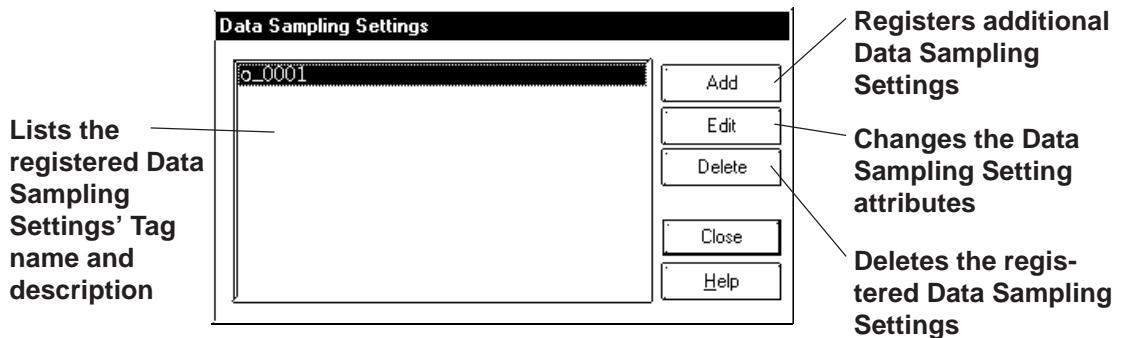 Data Sampling Settings
o_0001
Add
Edit
Delete
Close
Help
Lists the
registered Data
Sampling
Settings’ Tag
name and
description
Registers additional
Data Sampling
Settings
Changes the Data
Sampling Setting
attributes
Deletes the regis-
tered Data Sampling
Settings